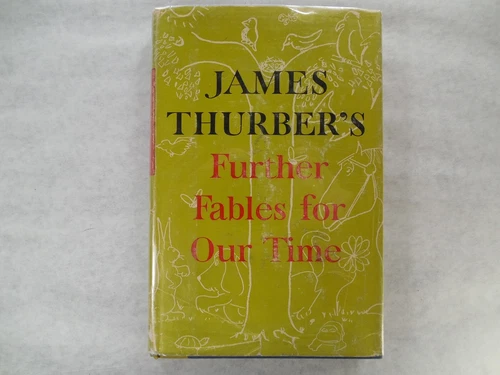 JAMES
THURBER'S
Further
Fables for
Our Time